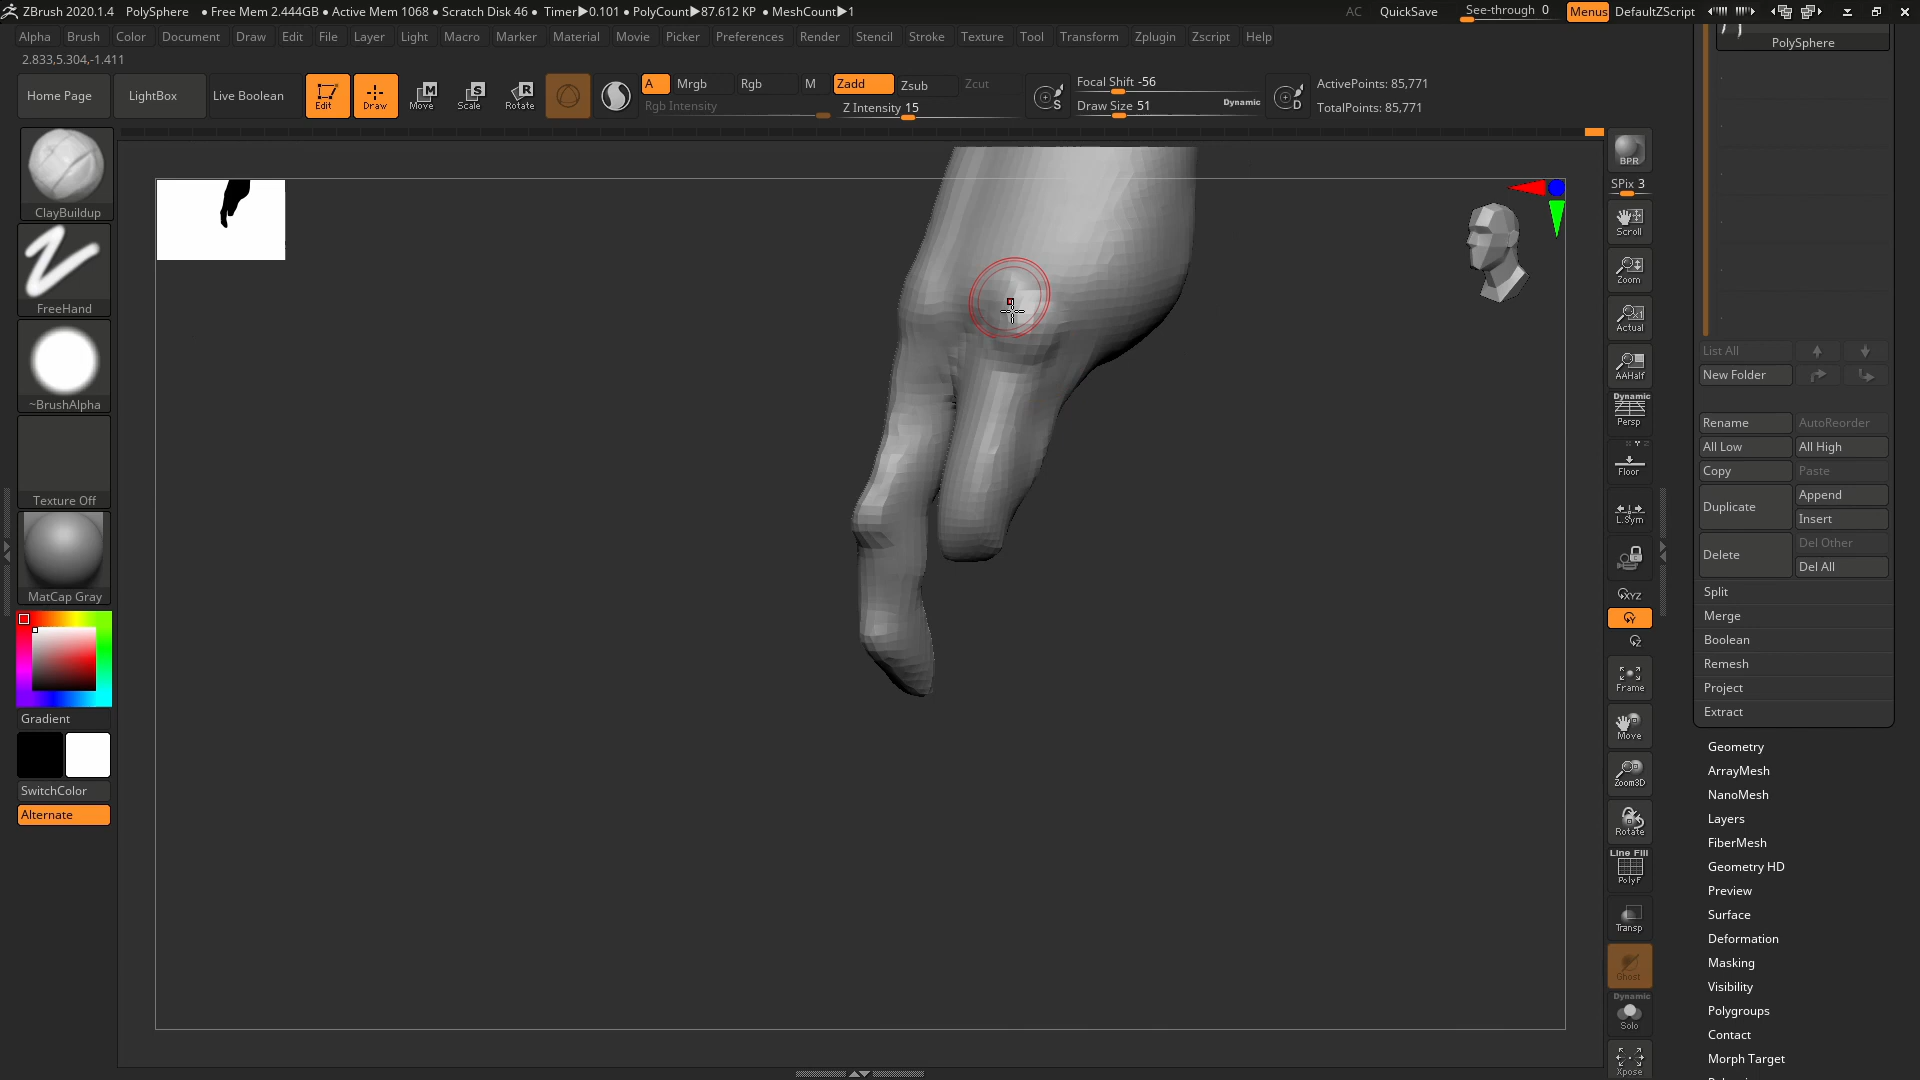 ZBrush 2020.1.4 PolySphere ● Free Mem 2.444GB ● Active Mem 1068 ● Scratch Disk 46 ● Timer▶0.101 ● PolyCount▶87.612 KP ● MeshCount▶1 AC QuickSave See-through 0 Menus DefaultZScript
Alpha Brush Color Document Draw Edit File Layer Light Macro Marker Material Movie Picker Preferences Render Stencil Stroke Texture Tool Transform Zplugin Zscript Help
2.833,5.304,-1.411
Home Page LightBox Live Boolean Edit Draw Move Scale Rotate A Mrgb Rgb M Zadd Zsub Zcut Focal Shift -56 ActivePoints: 85,771
Rgb Intensity Z Intensity 15 Draw Size 51 Dynamic TotalPoints: 85,771
M S R S D
ClayBuildup
FreeHand
~BrushAlpha
Texture Off
MatCap Gray
Gradient
SwitchColor
Alternate
BPR
SPix 3
Scroll
Zoom
Actual
AAHalf
Dynamic
Persp
Floor
L.Sym
XYZ
Y
Z
Frame
Move
Zoom3D
Rotate
Line Fill
PolyF
Transp
Ghost
Dynamic
Solo
Xpose
PolySphere
List All
New Folder
Rename AutoReorder
All Low All High
Copy Paste
Duplicate Append
Insert
Delete Del Other
Del All
Split
Merge
Boolean
Remesh
Project
Extract
Geometry
ArrayMesh
NanoMesh
Layers
FiberMesh
Geometry HD
Preview
Surface
Deformation
Masking
Visibility
Polygroups
Contact
Morph Target